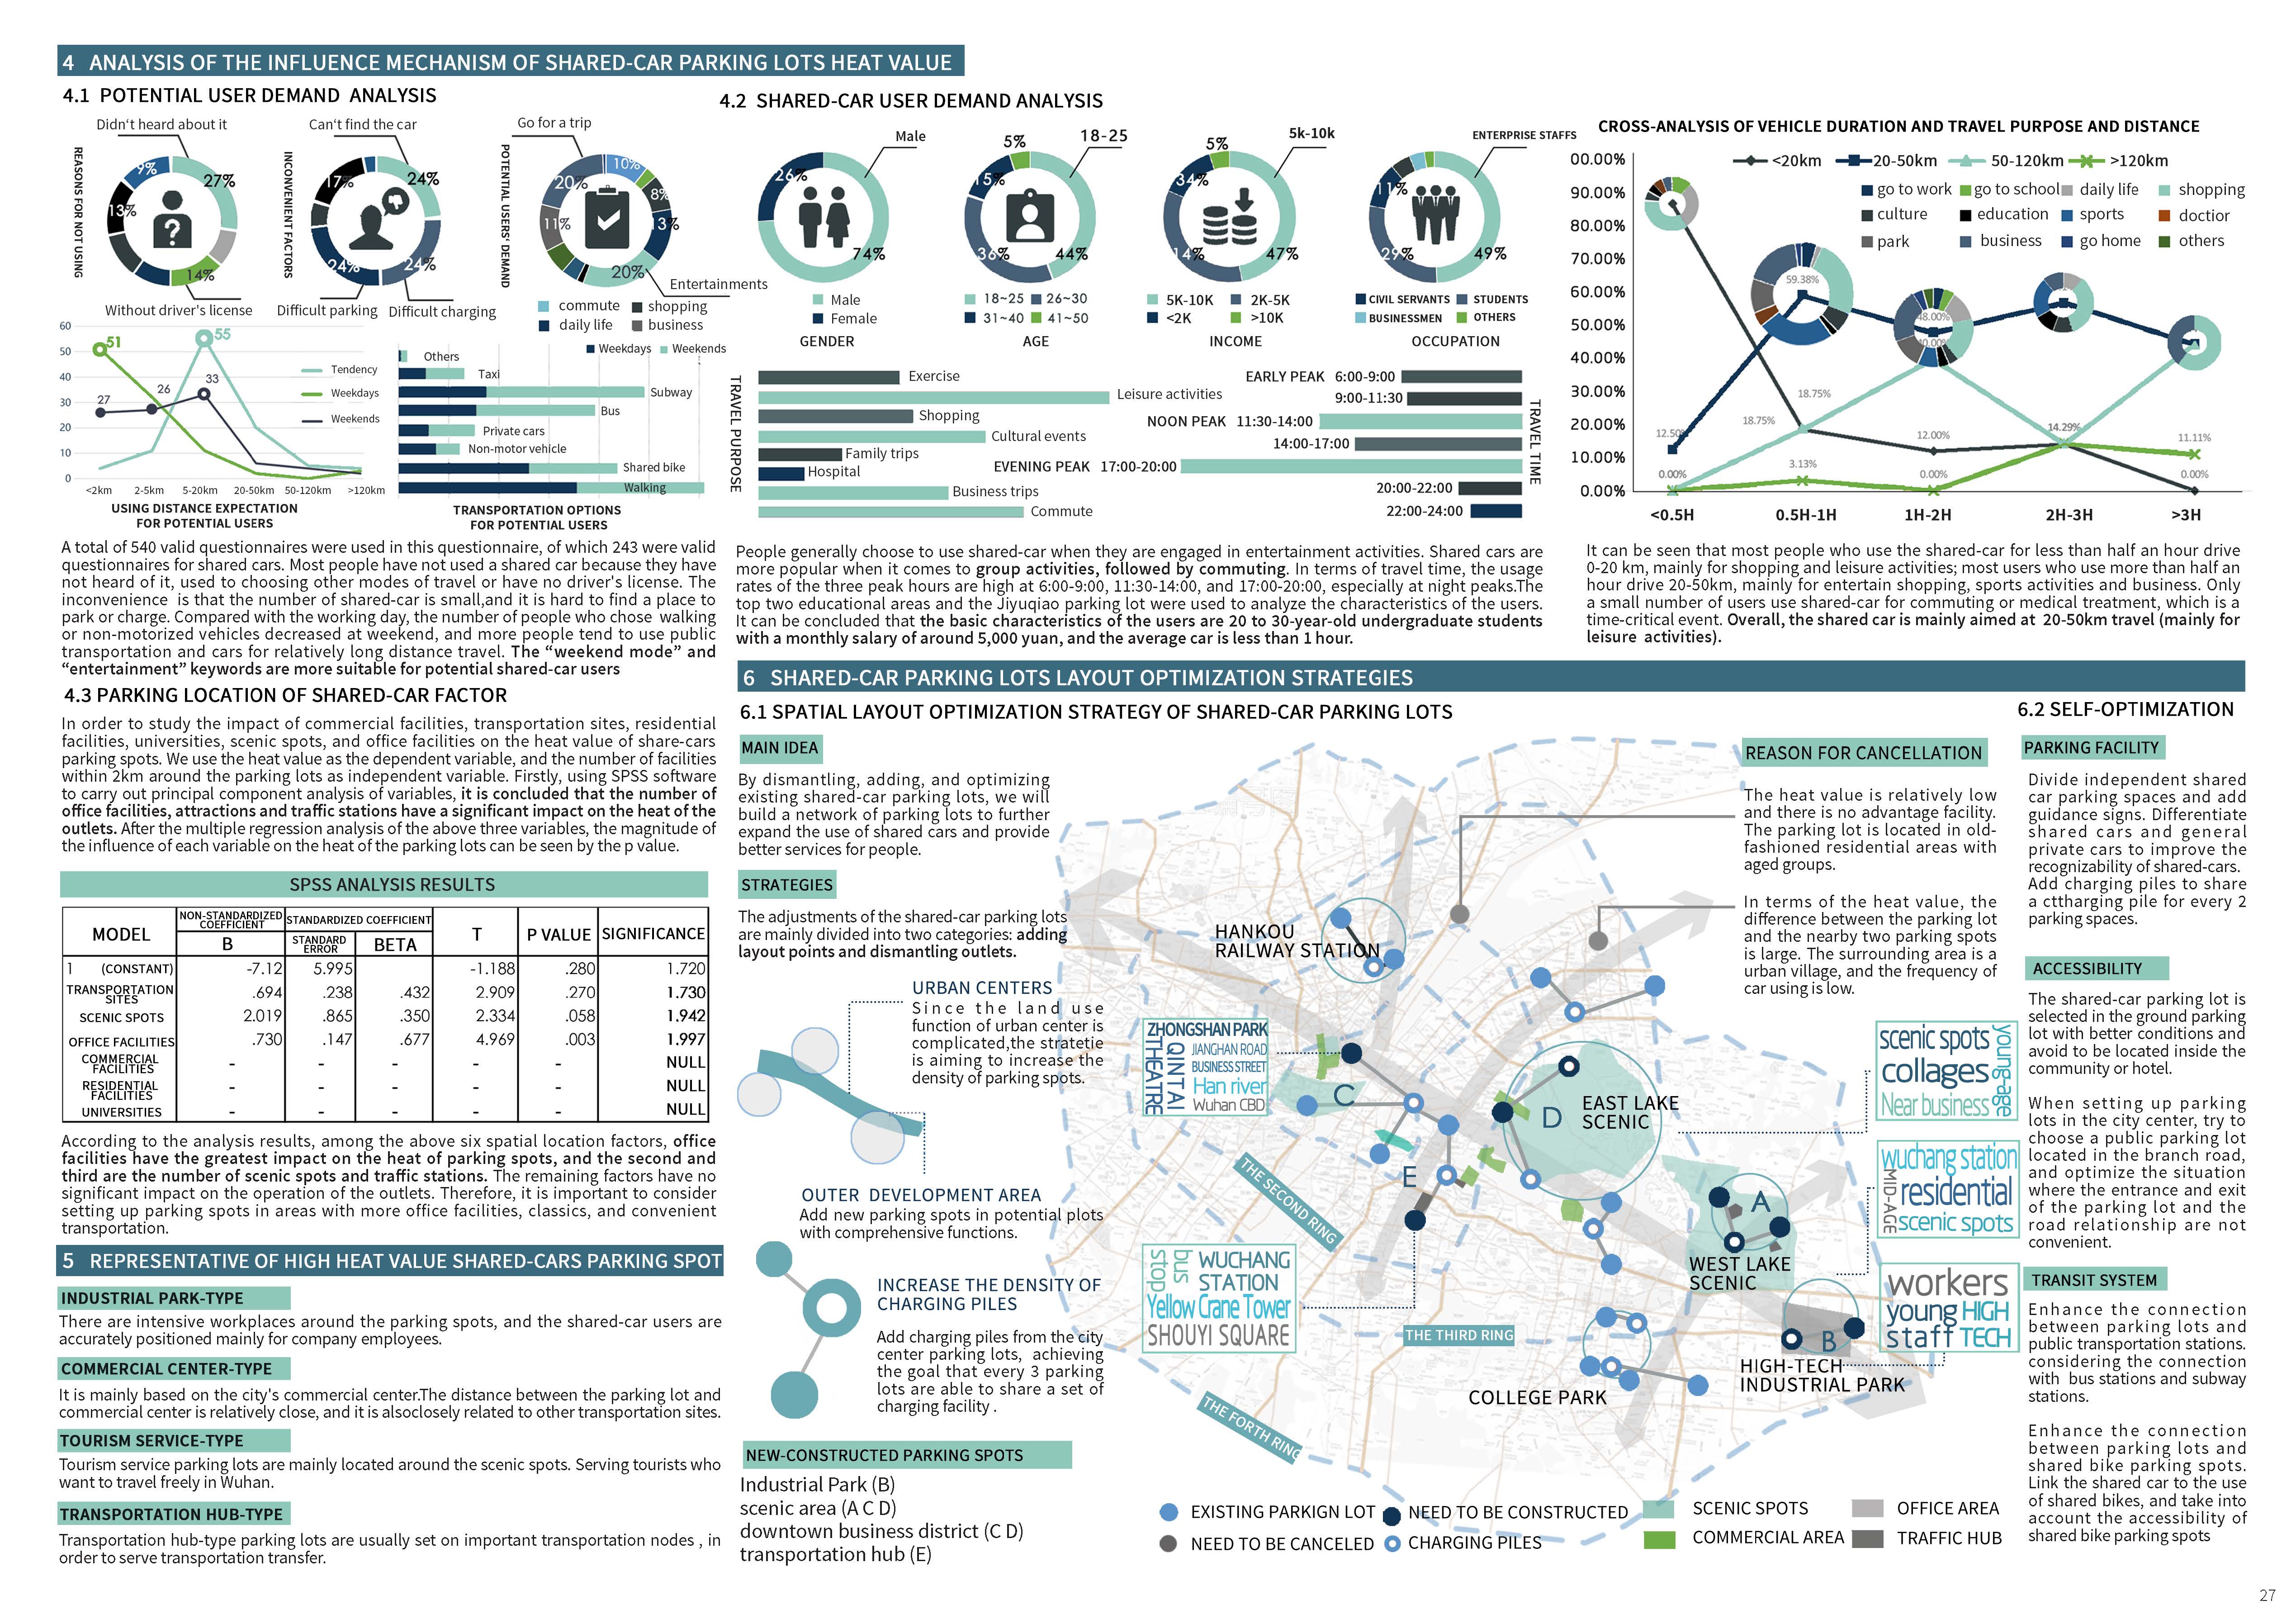 4 ANALYSIS OF THE INFLUENCE MECHANISM OF SHARED-CAR PARKING LOTS HEAT VALUE
4.1 POTENTIAL USER DEMAND ANALYSIS
Didn't heard about it
REASONS FOR NOT USING
9%
27%
13%
14%
Without driver's license
Can't find the car
INCONVENIENT FACTORS
17%
24%
24%
24%
Difficult parking
Difficult charging
Go for a trip
POTENTIAL USERS' DEMAND
10%
20%
8%
11%
13%
20%
Entertainments
commute
shopping
daily life
business
60
50
40
30
20
10
0
51
55
27
26
33
Tendency
Weekdays
Weekends
<2km
2-5km
5-20km
20-50km
50-120km
>120km
USING DISTANCE EXPECTATION
FOR POTENTIAL USERS
Weekdays
Weekends
Others
Taxi
Subway
Bus
Private cars
Non-motor vehicle
Shared bike
Walking
TRANSPORTATION OPTIONS
FOR POTENTIAL USERS
A total of 540 valid questionnaires were used in this questionnaire, of which 243 were valid
questionnaires for shared cars. Most people have not used a shared car because they have
not heard of it, used to choosing other modes of travel or have no driver's license. The
inconvenience is that the number of shared-car is small,and it is hard to find a place to
park or charge. Compared with the working day, the number of people who chose walking
or non-motorized vehicles decreased at weekend, and more people tend to use public
transportation and cars for relatively long distance travel. The “weekend mode” and
“entertainment” keywords are more suitable for potential shared-car users
4.2 SHARED-CAR USER DEMAND ANALYSIS
Male
26%
74%
Male
Female
GENDER
5%
18-25
15%
36%
44%
18~25
26~30
31~40
41~50
AGE
5%
5k-10k
34%
14%
47%
5K-10K
2K-5K
<2K
>10K
INCOME
ENTERPRISE STAFFS
11%
29%
49%
CIVIL SERVANTS
STUDENTS
BUSINESSMEN
OTHERS
OCCUPATION
TRAVEL PURPOSE
Exercise
Leisure activities
Shopping
Cultural events
Family trips
Hospital
Business trips
Commute
EARLY PEAK 6:00-9:00
9:00-11:30
NOON PEAK 11:30-14:00
14:00-17:00
EVENING PEAK 17:00-20:00
20:00-22:00
22:00-24:00
TRAVEL TIME
People generally choose to use shared-car when they are engaged in entertainment activities. Shared cars are
more popular when it comes to group activities, followed by commuting. In terms of travel time, the usage
rates of the three peak hours are high at 6:00-9:00, 11:30-14:00, and 17:00-20:00, especially at night peaks.The
top two educational areas and the Jiyuqiao parking lot were used to analyze the characteristics of the users.
It can be concluded that the basic characteristics of the users are 20 to 30-year-old undergraduate students
with a monthly salary of around 5,000 yuan, and the average car is less than 1 hour.
CROSS-ANALYSIS OF VEHICLE DURATION AND TRAVEL PURPOSE AND DISTANCE
<20km
20-50km
50-120km
>120km
go to work
go to school
daily life
shopping
culture
education
sports
doctior
park
business
go home
others
00.00%
90.00%
80.00%
70.00%
60.00%
50.00%
40.00%
30.00%
20.00%
10.00%
0.00%
59.38%
48.00%
40.00%
18.75%
18.75%
12.50%
12.00%
14.29%
11.11%
0.00%
3.13%
0.00%
0.00%
<0.5H
0.5H-1H
1H-2H
2H-3H
>3H
It can be seen that most people who use the shared-car for less than half an hour drive
0-20 km, mainly for shopping and leisure activities; most users who use more than half an
hour drive 20-50km, mainly for entertain shopping, sports activities and business. Only
a small number of users use shared-car for commuting or medical treatment, which is a
time-critical event. Overall, the shared car is mainly aimed at 20-50km travel (mainly for
leisure activities).
4.3 PARKING LOCATION OF SHARED-CAR FACTOR
In order to study the impact of commercial facilities, transportation sites, residential
facilities, universities, scenic spots, and office facilities on the heat value of share-cars
parking spots. We use the heat value as the dependent variable, and the number of facilities
within 2km around the parking lots as independent variable. Firstly, using SPSS software
to carry out principal component analysis of variables, it is concluded that the number of
office facilities, attractions and traffic stations have a significant impact on the heat of the
outlets. After the multiple regression analysis of the above three variables, the magnitude of
the influence of each variable on the heat of the parking lots can be seen by the p value.
SPSS ANALYSIS RESULTS
MODEL
NON-STANDARDIZED COEFFICIENT
STANDARDIZED COEFFICIENT
B
STANDARD ERROR
BETA
T
P VALUE
SIGNIFICANCE
1 (CONSTANT) -7.12 5.995 -1.188 .280 1.720
TRANSPORTATION SITES .694 .238 .432 2.909 .270 1.730
SCENIC SPOTS 2.019 .865 .350 2.334 .058 1.942
OFFICE FACILITIES .730 .147 .677 4.969 .003 1.997
COMMERCIAL FACILITIES - - - - - NULL
RESIDENTIAL FACILITIES - - - - - NULL
UNIVERSITIES - - - - - NULL
According to the analysis results, among the above six spatial location factors, office
facilities have the greatest impact on the heat of parking spots, and the second and
third are the number of scenic spots and traffic stations. The remaining factors have no
significant impact on the operation of the outlets. Therefore, it is important to consider
setting up parking spots in areas with more office facilities, classics, and convenient
transportation.
5 REPRESENTATIVE OF HIGH HEAT VALUE SHARED-CARS PARKING SPOT
INDUSTRIAL PARK-TYPE
There are intensive workplaces around the parking spots, and the shared-car users are
accurately positioned mainly for company employees.
COMMERCIAL CENTER-TYPE
It is mainly based on the city's commercial center.The distance between the parking lot and
commercial center is relatively close, and it is alsoclosely related to other transportation sites.
TOURISM SERVICE-TYPE
Tourism service parking lots are mainly located around the scenic spots. Serving tourists who
want to travel freely in Wuhan.
TRANSPORTATION HUB-TYPE
Transportation hub-type parking lots are usually set on important transportation nodes , in
order to serve transportation transfer.
6 SHARED-CAR PARKING LOTS LAYOUT OPTIMIZATION STRATEGIES
6.1 SPATIAL LAYOUT OPTIMIZATION STRATEGY OF SHARED-CAR PARKING LOTS
MAIN IDEA
By dismantling, adding, and optimizing
existing shared-car parking lots, we will
build a network of parking lots to further
expand the use of shared cars and provide
better services for people.
STRATEGIES
The adjustments of the shared-car parking lots
are mainly divided into two categories: adding
layout points and dismantling outlets.
URBAN CENTERS
Since the land use
function of urban center is
complicated,the stratetie
is aiming to increase the
density of parking spots.
OUTER DEVELOPMENT AREA
Add new parking spots in potential plots
with comprehensive functions.
INCREASE THE DENSITY OF
CHARGING PILES
Add charging piles from the city
center parking lots, achieving
the goal that every 3 parking
lots are able to share a set of
charging facility .
NEW-CONSTRUCTED PARKING SPOTS
Industrial Park (B)
scenic area (A C D)
downtown business district (C D)
transportation hub (E)
HANKOU
RAILWAY STATION
ZHONGSHAN PARK
QINTAI THEATRE
JIANGHAN ROAD
BUSINESS STREET
Han river
Wuhan CBD
C
D
EAST LAKE
SCENIC
E
A
WEST LAKE
SCENIC
B
HIGH-TECH
INDUSTRIAL PARK
COLLEGE PARK
THE SECOND RING
THE THIRD RING
THE FORTH RING
bus stop
WUCHANG
STATION
Yellow Crane Tower
SHOUYI SQUARE
REASON FOR CANCELLATION
The heat value is relatively low
and there is no advantage facility.
The parking lot is located in old-
fashioned residential areas with
aged groups.
In terms of the heat value, the
difference between the parking lot
and the nearby two parking spots
is large. The surrounding area is a
urban village, and the frequency of
car using is low.
scenic spots
collages
Near business
young-age
wuchang station
MID-AGE
residential
scenic spots
workers
young HIGH
staff TECH
EXISTING PARKIGN LOT
NEED TO BE CONSTRUCTED
NEED TO BE CANCELED
CHARGING PILES
SCENIC SPOTS
OFFICE AREA
COMMERCIAL AREA
TRAFFIC HUB
6.2 SELF-OPTIMIZATION
PARKING FACILITY
Divide independent shared
car parking spaces and add
guidance signs. Differentiate
shared cars and general
private cars to improve the
recognizability of shared-cars.
Add charging piles to share
a cttharging pile for every 2
parking spaces.
ACCESSIBILITY
The shared-car parking lot is
selected in the ground parking
lot with better conditions and
avoid to be located inside the
community or hotel.
When setting up parking
lots in the city center, try to
choose a public parking lot
located in the branch road,
and optimize the situation
where the entrance and exit
of the parking lot and the
road relationship are not
convenient.
TRANSIT SYSTEM
Enhance the connection
between parking lots and
public transportation stations.
considering the connection
with bus stations and subway
stations.
Enhance the connection
between parking lots and
shared bike parking spots.
Link the shared car to the use
of shared bikes, and take into
account the accessibility of
shared bike parking spots
27